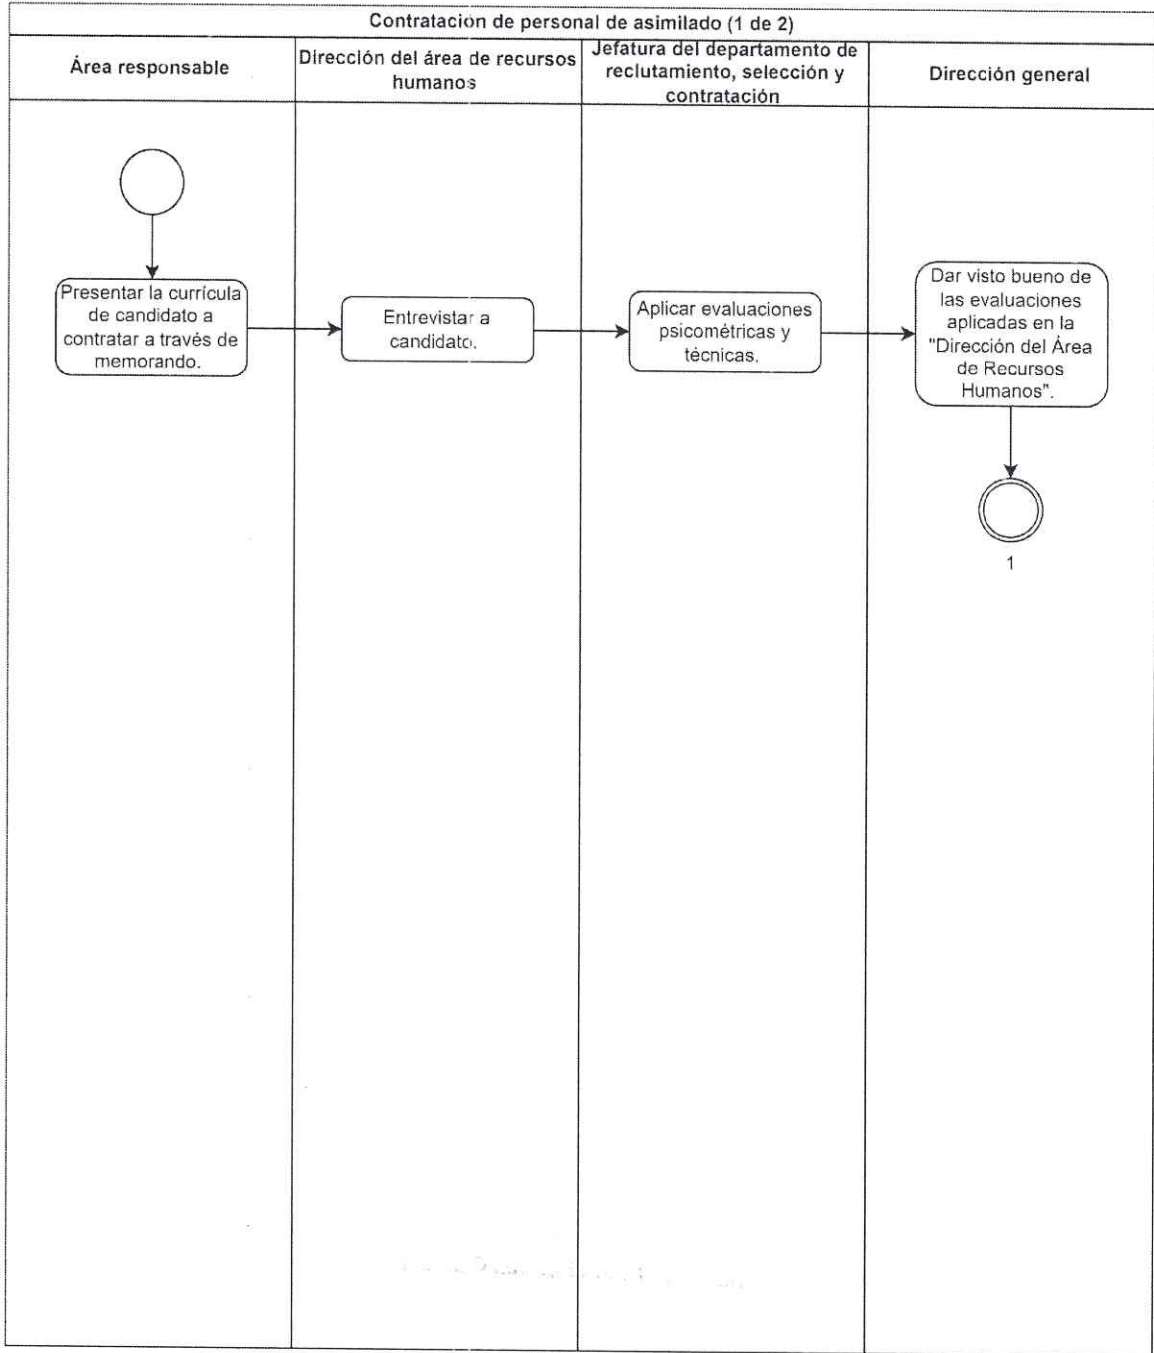 Contratación de personal de asimilado (1 de 2)
Área responsable
Dirección del área de recursos
humanos
Jefatura del departamento de
reclutamiento, selección y
contratación
Dirección general
Presentar la currícula
de candidato a
contratar a través de
memorando.
Entrevistar a
candidato.
Aplicar evaluaciones
psicométricas y
técnicas.
Dar visto bueno de
las evaluaciones
aplicadas en la
"Dirección del Área
de Recursos
Humanos".
1